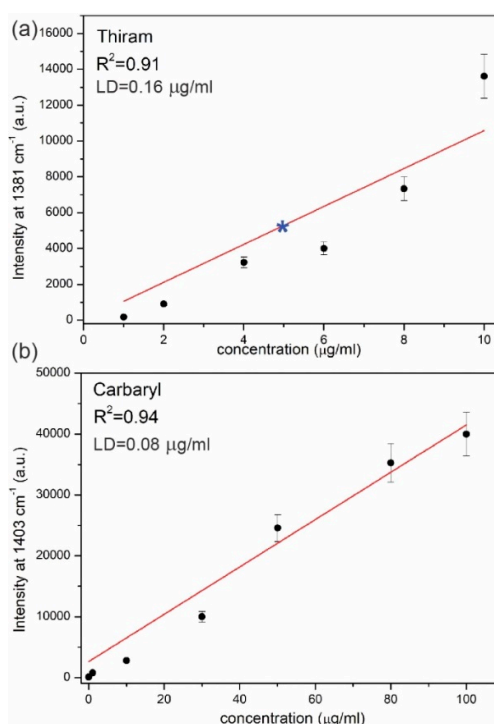 (a)
Thiram
R²=0.91
LD=0.16 µg/ml
Intensity at 1381 cm⁻¹ (a.u.)
16000
14000
12000
10000
8000
6000
4000
2000
0
0 2 4 6 8 10
concentration (µg/ml)
(b)
Carbaryl
R²=0.94
LD=0.08 µg/ml
Intensity at 1403 cm⁻¹ (a.u.)
50000
40000
30000
20000
10000
0
0 20 40 60 80 100
concentration (µg/ml)